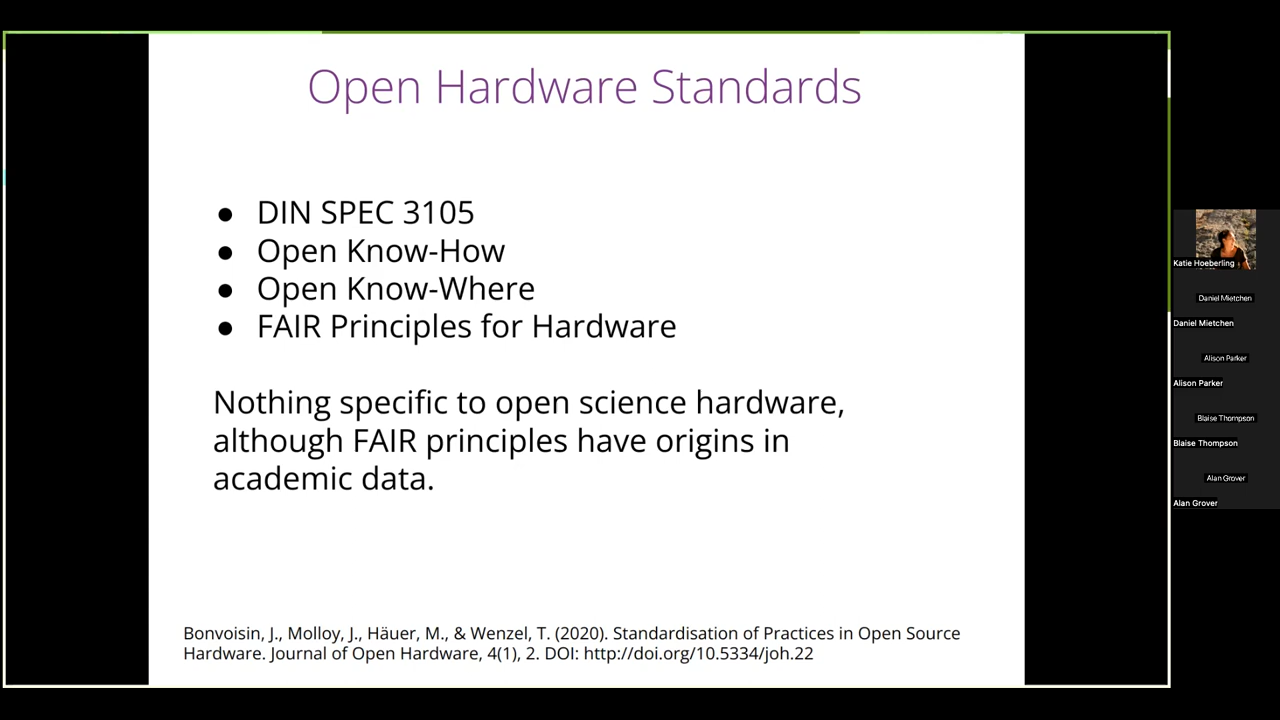 Open Hardware Standards
● DIN SPEC 3105
● Open Know-How
● Open Know-Where
● FAIR Principles for Hardware
Nothing specific to open science hardware,
although FAIR principles have origins in
academic data.
Bonvoisin, J., Molloy, J., Häuer, M., & Wenzel, T. (2020). Standardisation of Practices in Open Source
Hardware. Journal of Open Hardware, 4(1), 2. DOI: http://doi.org/10.5334/joh.22
Katie Hoeberling
Daniel Mietchen
Daniel Mietchen
Alison Parker
Alison Parker
Blaise Thompson
Blaise Thompson
Alan Grover
Alan Grover